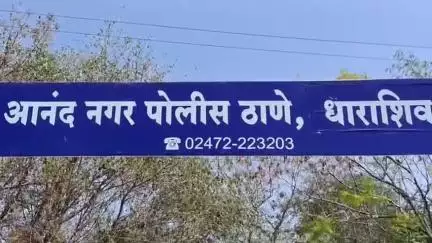 आनंद नगर पोलीस ठाणे, धाराशिव
☎ 02472-223203